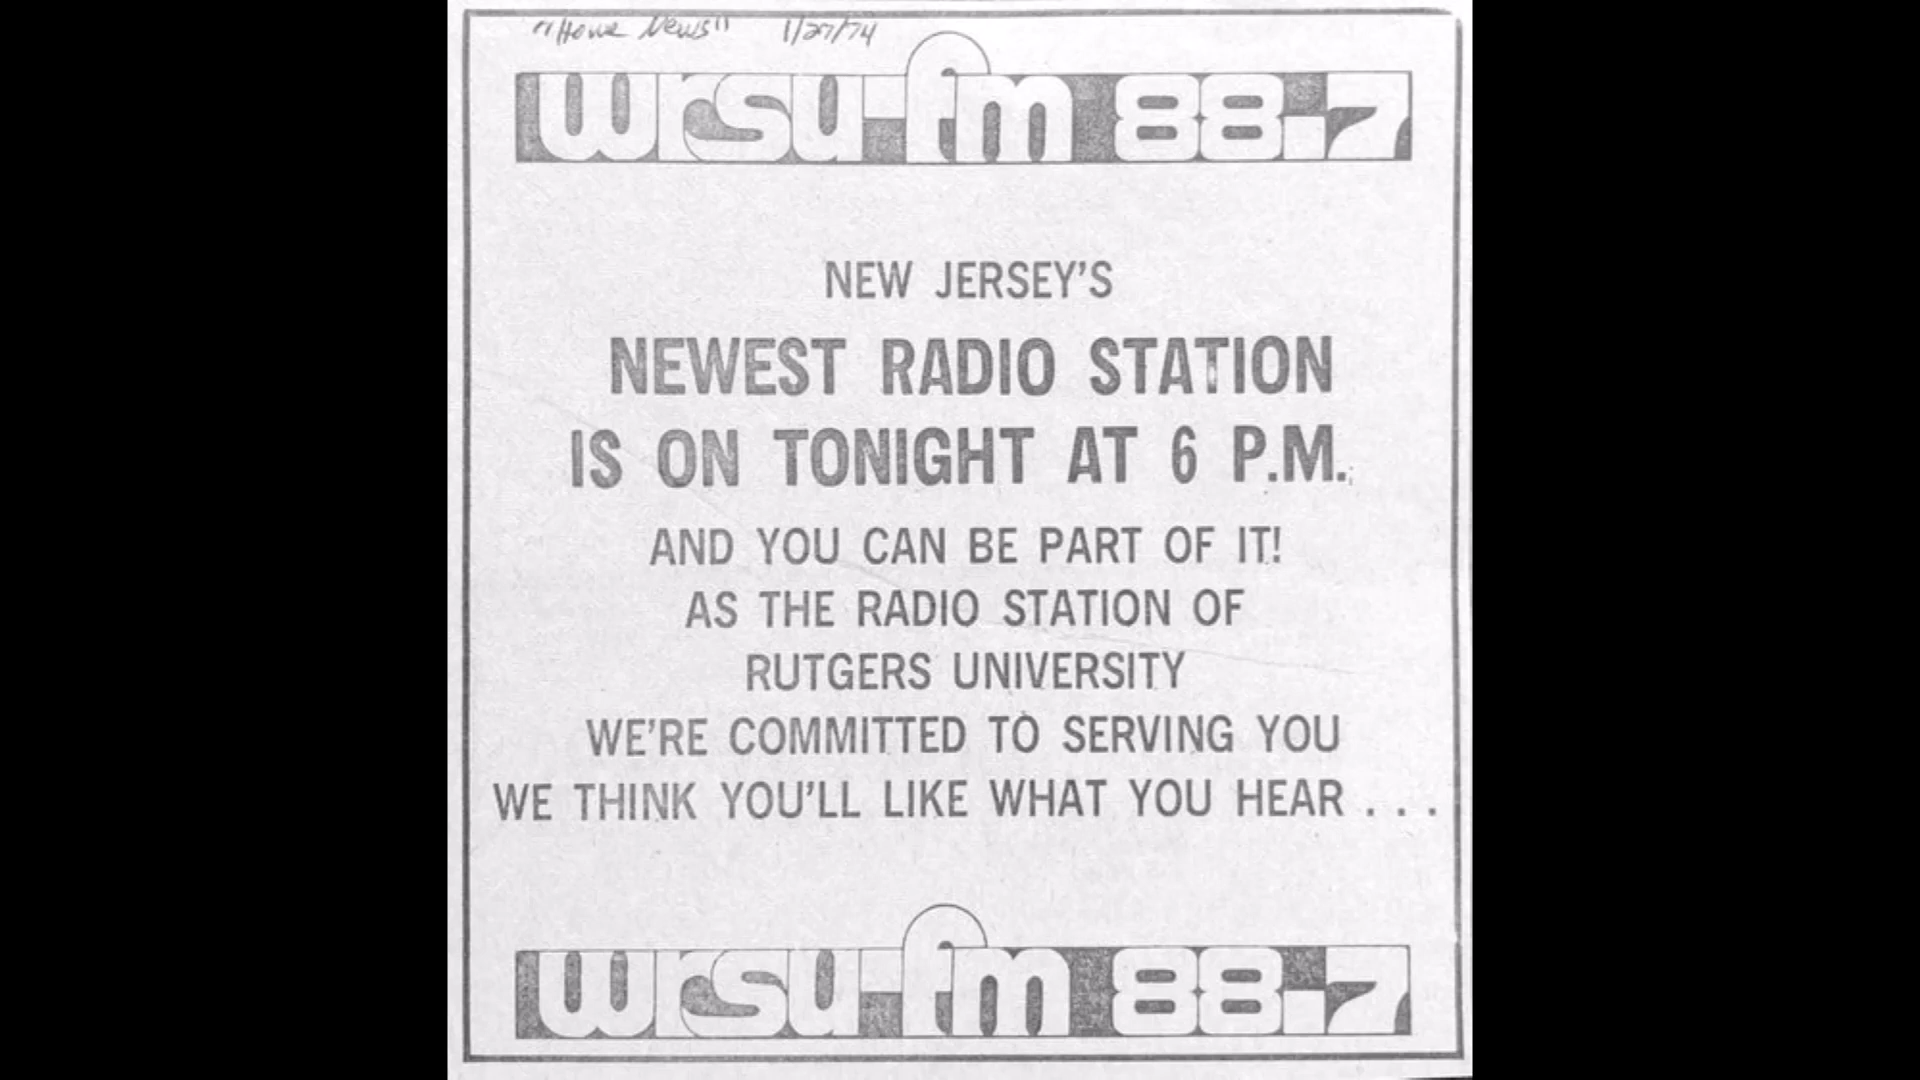 "Home News" 1/27/74
wrsu-fm 88.7
NEW JERSEY'S
NEWEST RADIO STATION
IS ON TONIGHT AT 6 P.M.
AND YOU CAN BE PART OF IT!
AS THE RADIO STATION OF
RUTGERS UNIVERSITY
WE'RE COMMITTED TO SERVING YOU
WE THINK YOU'LL LIKE WHAT YOU HEAR . . .
wrsu-fm 88.7